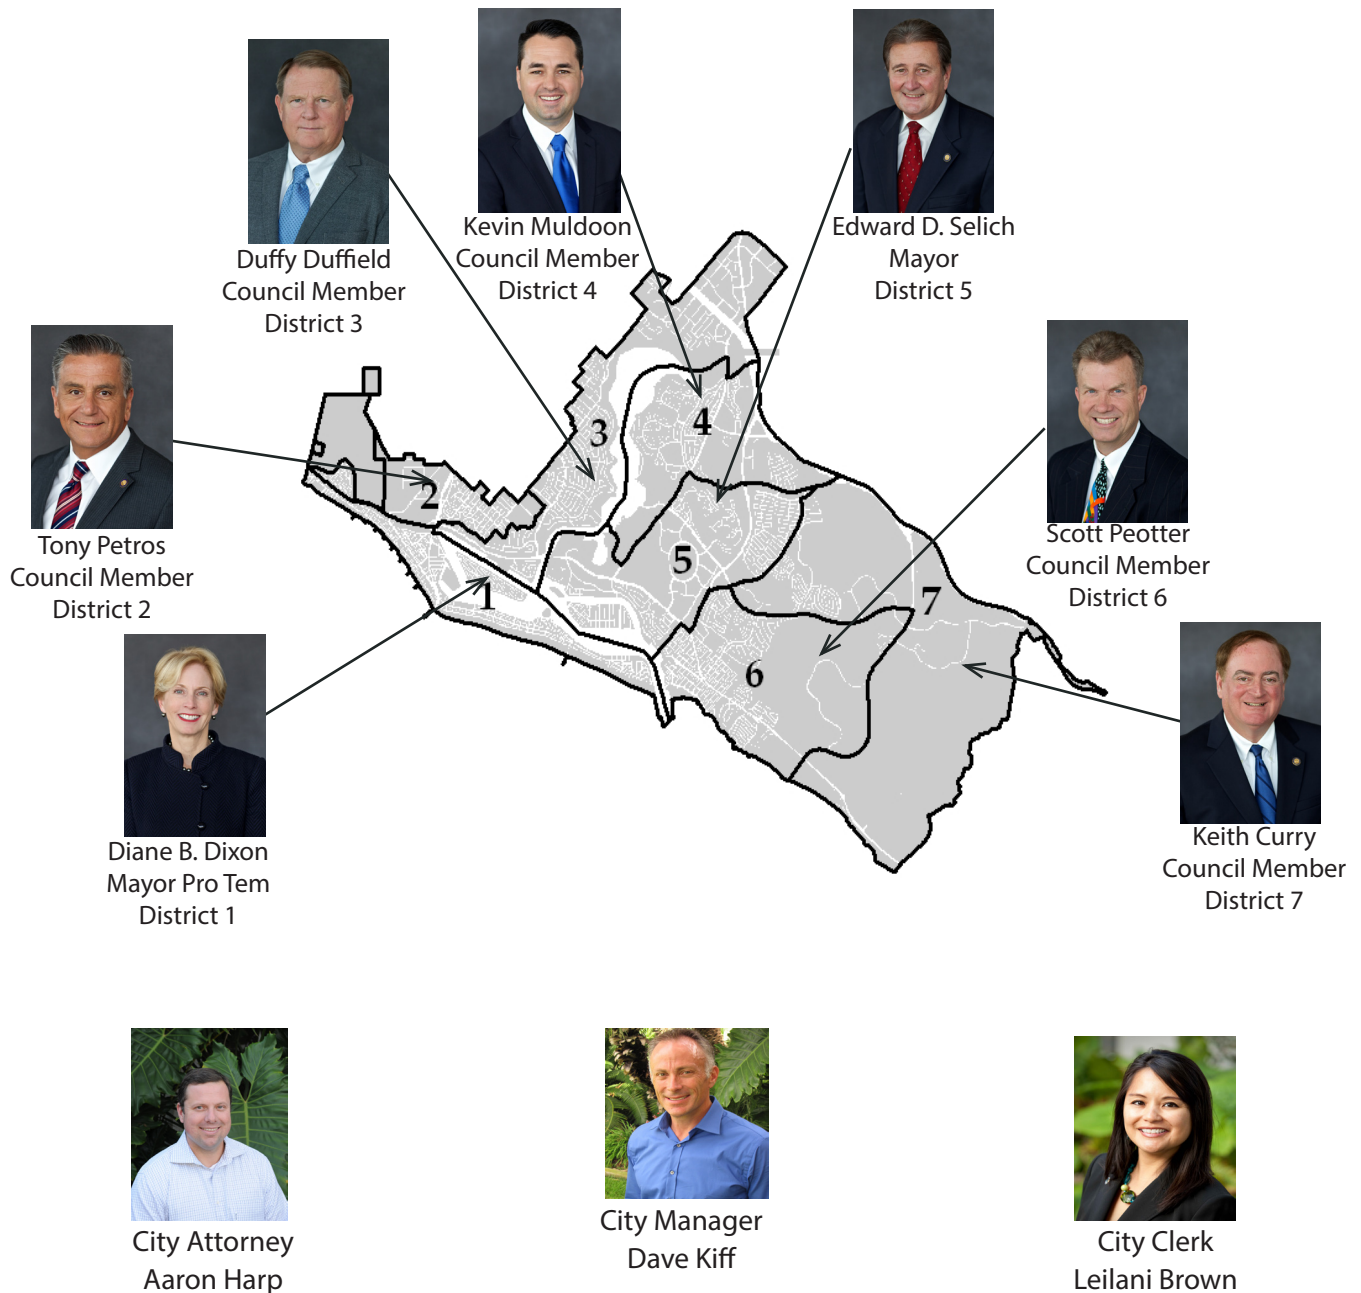 Kevin Muldoon
Council Member
District 4
Edward D. Selich
Mayor
District 5
Duffy Duffield
Council Member
District 3
Tony Petros
Council Member
District 2
Scott Peotter
Council Member
District 6
Diane B. Dixon
Mayor Pro Tem
District 1
Keith Curry
Council Member
District 7
4
3
2
5
1
7
6
City Attorney
Aaron Harp
City Manager
Dave Kiff
City Clerk
Leilani Brown